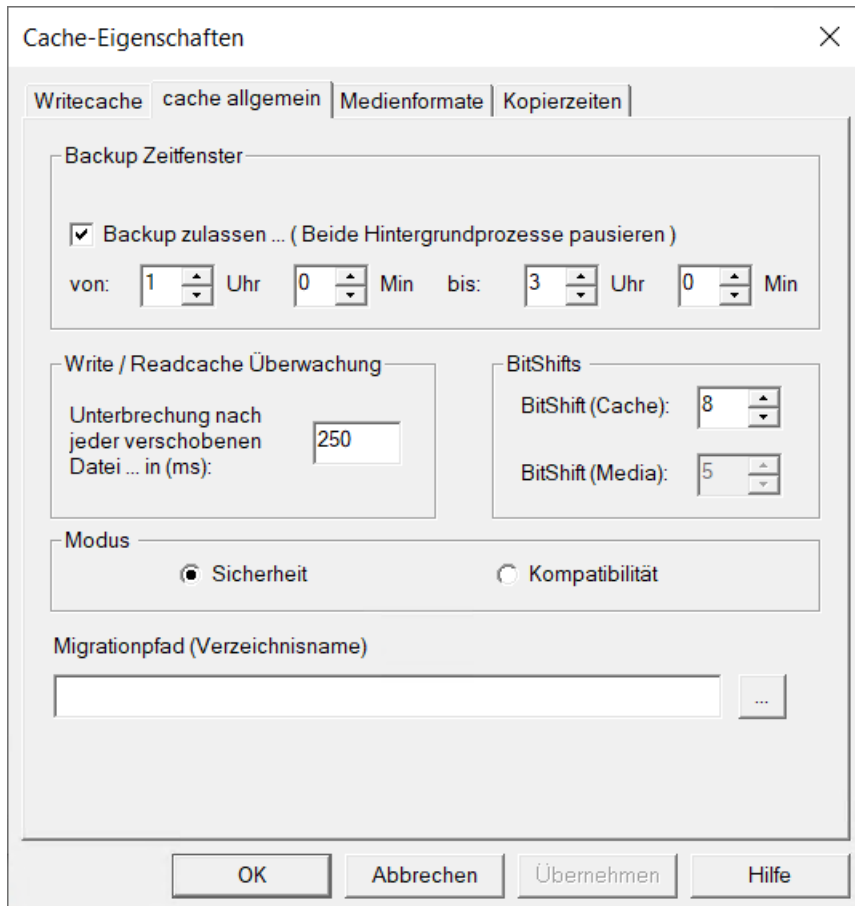 Cache-Eigenschaften
Writecache cache allgemein Medienformate Kopierzeiten
Backup Zeitfenster
Backup zulassen ... ( Beide Hintergrundprozesse pausieren )
von: 1 Uhr 0 Min bis: 3 Uhr 0 Min
Write / Readcache Überwachung
Unterbrechung nach
jeder verschobenen
Datei ... in (ms):
250
BitShifts
BitShift (Cache): 8
BitShift (Media): 5
Modus
Sicherheit Kompatibilität
Migrationpfad (Verzeichnisname)
...
OK Abbrechen Übernehmen Hilfe